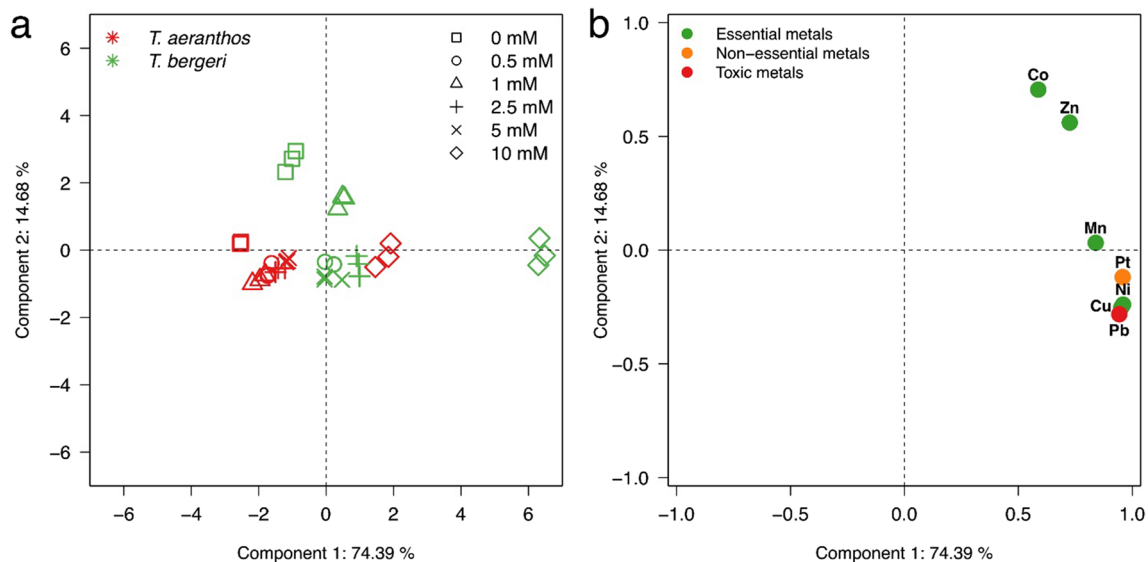 a
T. aeranthos
T. bergeri
0 mM
0.5 mM
1 mM
2.5 mM
5 mM
10 mM
6
4
2
0
−2
−4
−6
Component 2: 14.68 %
−6
−4
−2
0
2
4
6
Component 1: 74.39 %
b
Essential metals
Non−essential metals
Toxic metals
Co
Zn
Mn
Pt
Ni
Cu
Pb
1.0
0.5
0.0
−0.5
−1.0
Component 2: 14.68 %
−1.0
−0.5
0.0
0.5
1.0
Component 1: 74.39 %